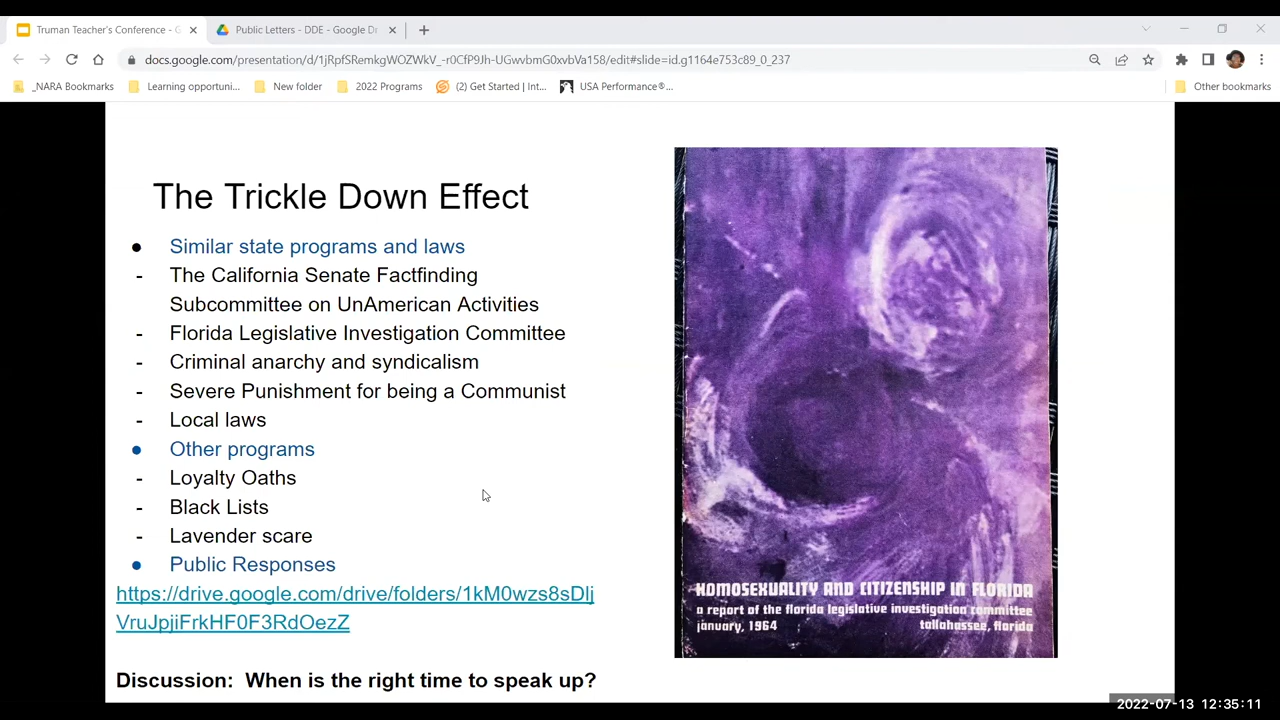 Truman Teacher's Conference - G
Public Letters - DDE - Google Dr
docs.google.com/presentation/d/1jRpfSRemkgWOZWkV_-r0CfP9Jh-UOrvbfbG0xvbVa158/edit#slide=id.g1164e753c89_0_237
_NARA Bookmarks
Learning opportuni...
New folder
2022 Programs
(2) Get Started | Int...
USA Performance®...
Other bookmarks
The Trickle Down Effect
● Similar state programs and laws
- The California Senate Factfinding
Subcommittee on UnAmerican Activities
- Florida Legislative Investigation Committee
- Criminal anarchy and syndicalism
- Severe Punishment for being a Communist
- Local laws
● Other programs
- Loyalty Oaths
- Black Lists
- Lavender scare
● Public Responses
https://drive.google.com/drive/folders/1kM0wzs8sDlj
VruJpjiFrkHF0F3RdOezZ
Discussion: When is the right time to speak up?
HOMOSEXUALITY AND CITIZENSHIP IN FLORIDA
a report of the florida legislative investigation committee
january, 1964 tallahassee, florida
2022-07-13 12:35:11